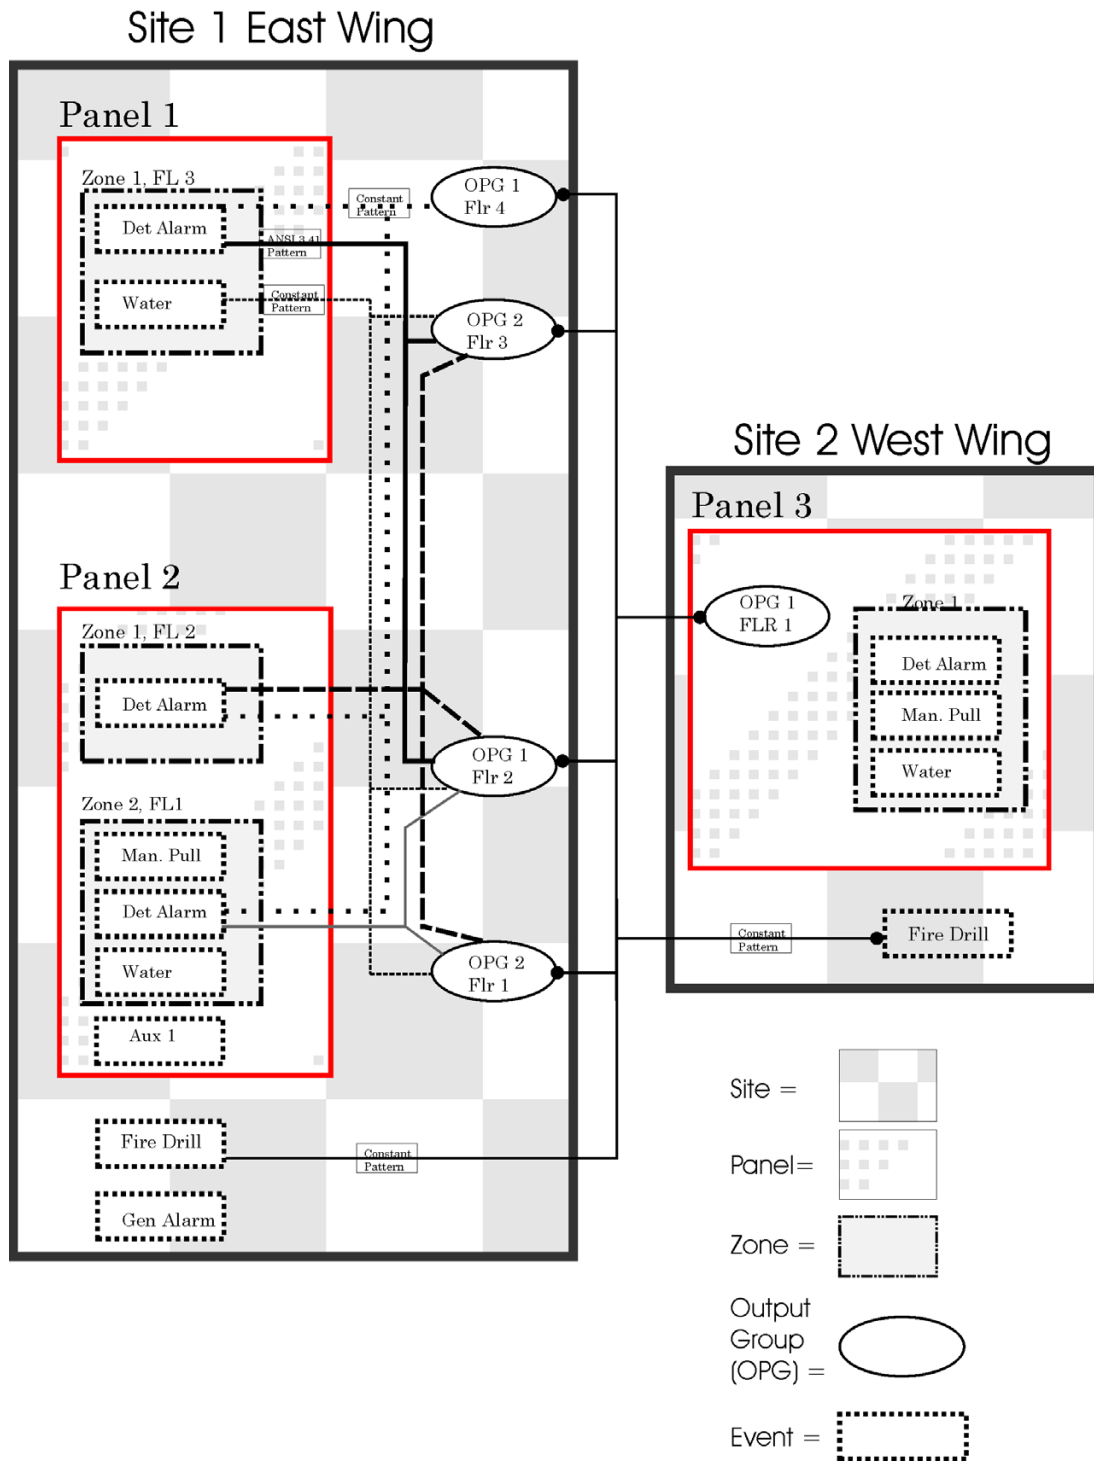 Site 1 East Wing
Panel 1
Zone 1, FL 3
Det Alarm
Water
Constant
Pattern
ANSI 3.41
Pattern
Constant
Pattern
OPG 1
Flr 4
OPG 2
Flr 3
Panel 2
Zone 1, FL 2
Det Alarm
Zone 2, FL1
Man. Pull
Det Alarm
Water
Aux 1
OPG 1
Flr 2
OPG 2
Flr 1
Fire Drill
Constant
Pattern
Gen Alarm
Site 2 West Wing
Panel 3
OPG 1
FLR 1
Zone 1
Det Alarm
Man. Pull
Water
Constant
Pattern
Fire Drill
Site =
Panel=
Zone =
Output
Group
(OPG) =
Event =